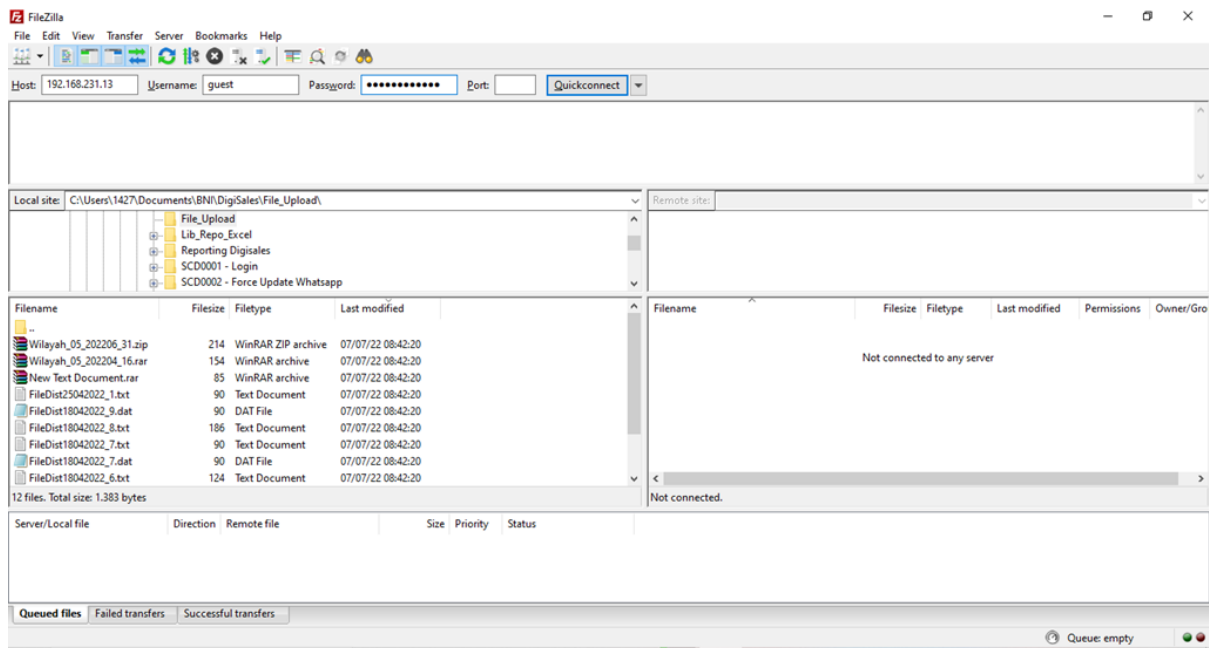 FileZilla
File Edit View Transfer Server Bookmarks Help
Host: 192.168.231.13 Username: guest Password: ●●●●●●●●●●●● Port: Quickconnect
Local site: C:\Users\1427\Documents\BNI\DigiSales\File_Upload\
Remote site:
File_Upload
Lib_Repo_Excel
Reporting Digisales
SCD0001 - Login
SCD0002 - Force Update Whatsapp
Filename Filesize Filetype Last modified
..
Wilayah_05_202206_31.zip 214 WinRAR ZIP archive 07/07/22 08:42:20
Wilayah_05_202204_16.rar 154 WinRAR archive 07/07/22 08:42:20
New Text Document.rar 85 WinRAR archive 07/07/22 08:42:20
FileDist25042022_1.txt 90 Text Document 07/07/22 08:42:20
FileDist18042022_9.dat 90 DAT File 07/07/22 08:42:20
FileDist18042022_8.txt 186 Text Document 07/07/22 08:42:20
FileDist18042022_7.txt 90 Text Document 07/07/22 08:42:20
FileDist18042022_7.dat 90 DAT File 07/07/22 08:42:20
FileDist18042022_6.txt 124 Text Document 07/07/22 08:42:20
12 files. Total size: 1.383 bytes
Filename Filesize Filetype Last modified Permissions Owner/Gro
Not connected to any server
Not connected.
Server/Local file Direction Remote file Size Priority Status
Queued files Failed transfers Successful transfers
Queue: empty